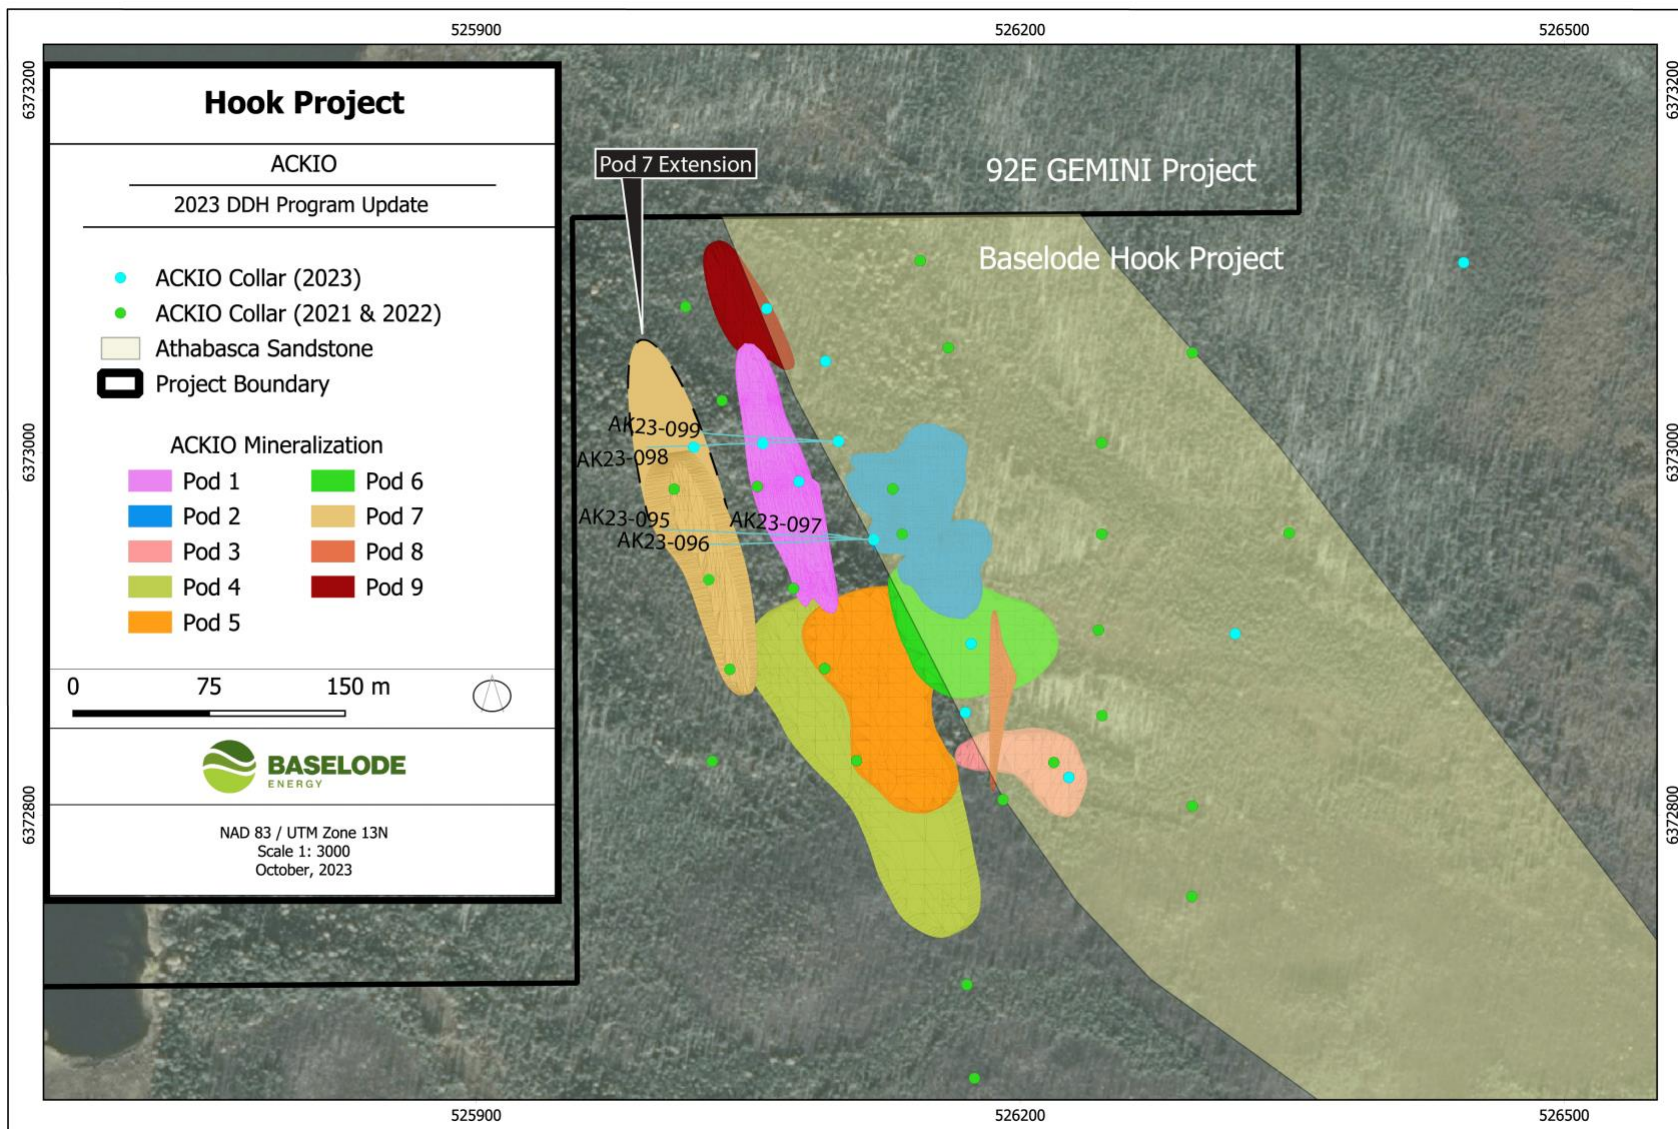 525900
526200
526500
6373200
6373200
Hook Project
ACKIO
2023 DDH Program Update
ACKIO Collar (2023)
ACKIO Collar (2021 & 2022)
Athabasca Sandstone
Project Boundary
ACKIO Mineralization
Pod 1
Pod 6
Pod 2
Pod 7
Pod 3
Pod 8
Pod 4
Pod 9
Pod 5
0
75
150 m
BASELODE
ENERGY
NAD 83 / UTM Zone 13N
Scale 1: 3000
October, 2023
Pod 7 Extension
92E GEMINI Project
Baselode Hook Project
6373000
6373000
AK23-099
AK23-098
AK23-095
AK23-097
AK23-096
6372800
6372800
525900
526200
526500